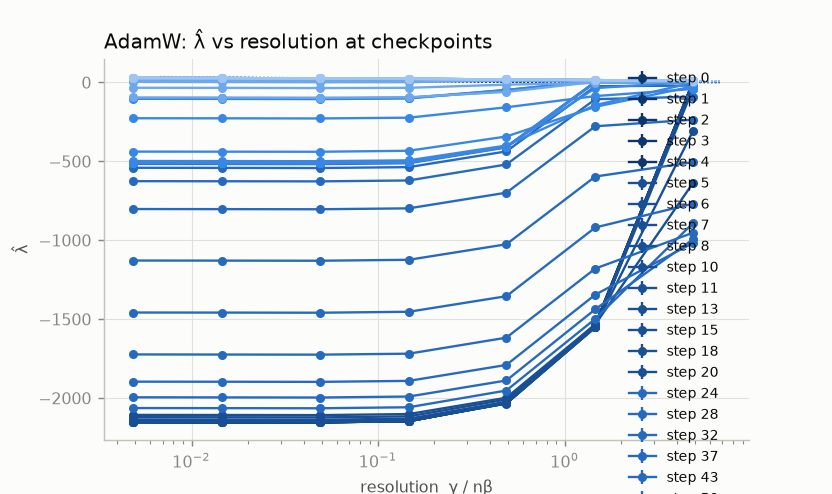 AdamW: λ̂ vs resolution at checkpoints
0
−500
−1000
−1500
−2000
λ̂
10⁻²
10⁻¹
10⁰
resolution γ / nβ
step 0
step 1
step 2
step 3
step 4
step 5
step 6
step 7
step 8
step 10
step 11
step 13
step 15
step 18
step 20
step 24
step 28
step 32
step 37
step 43